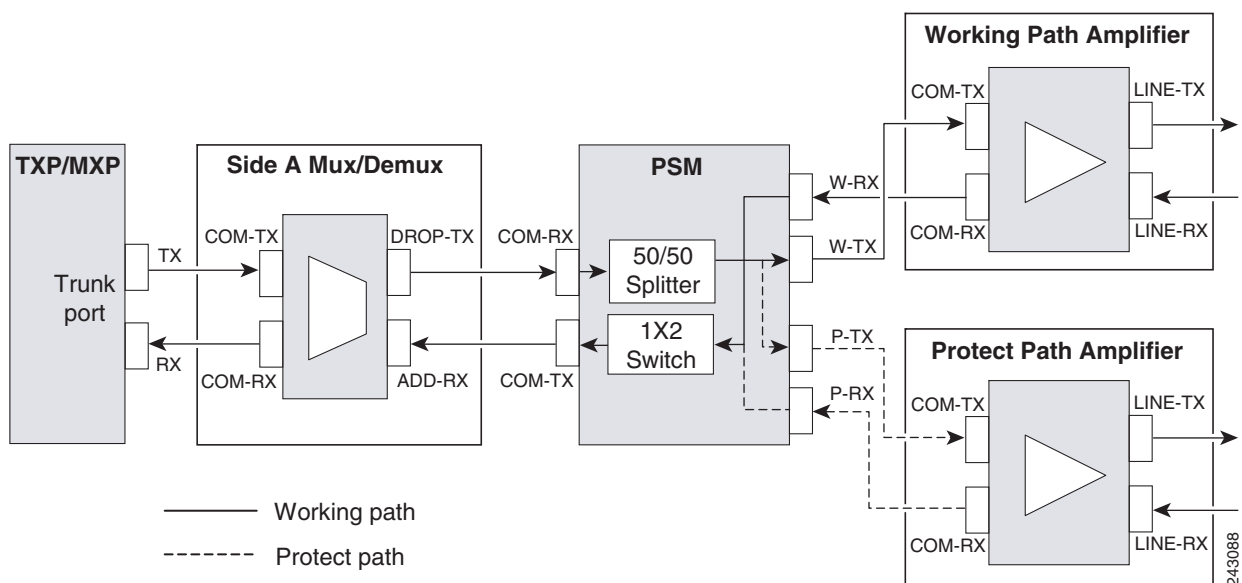 Working Path Amplifier
COM-TX
LINE-TX
COM-RX
LINE-RX
TXP/MXP
Trunk
port
TX
RX
Side A Mux/Demux
COM-TX
DROP-TX
COM-RX
ADD-RX
PSM
COM-RX
50/50
Splitter
1X2
Switch
COM-TX
W-RX
W-TX
P-TX
P-RX
Protect Path Amplifier
COM-TX
LINE-TX
COM-RX
LINE-RX
Working path
Protect path
243088